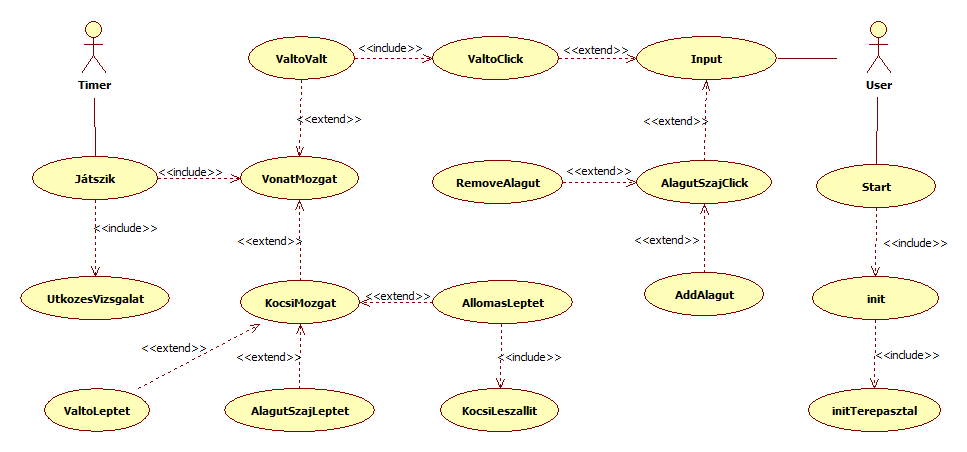 Timer
User
ValtoValt
<<include>>
ValtoClick
<<extend>>
Input
<<extend>>
<<extend>>
Játszik
<<include>>
VonatMozgat
RemoveAlagut
<<extend>>
AlagutSzajClick
Start
<<include>>
<<extend>>
<<extend>>
<<include>>
UtkozesVizsgalat
KocsiMozgat
<<extend>>
AllomasLeptet
AddAlagut
init
<<extend>>
<<extend>>
<<include>>
<<include>>
ValtoLeptet
AlagutSzajLeptet
KocsiLeszallit
initTerepasztal